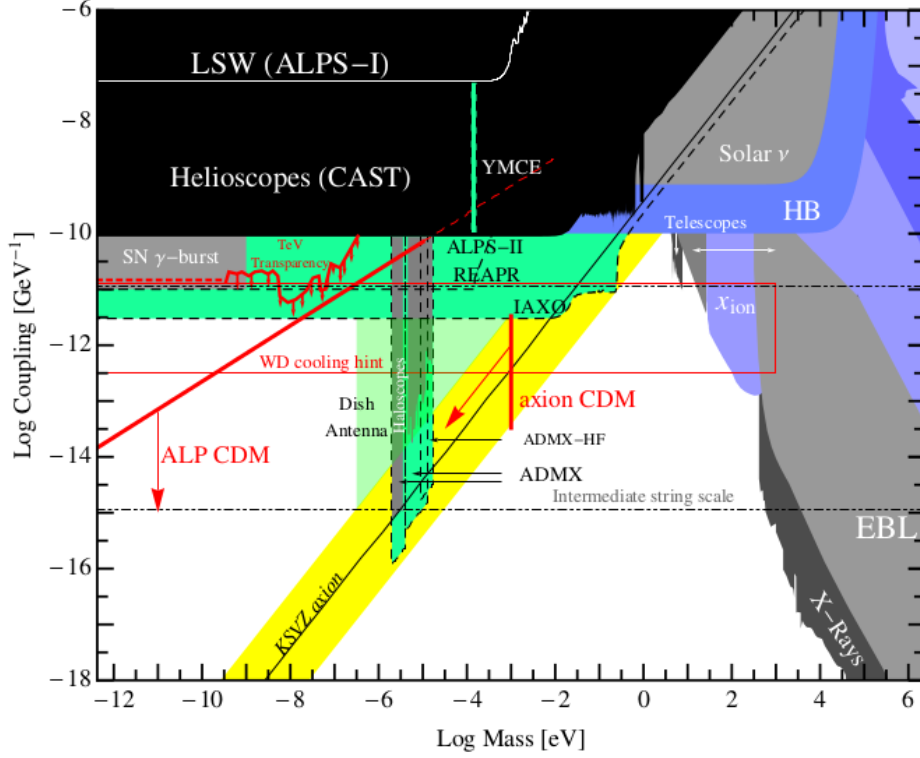 −6
−8
−10
−12
−14
−16
−18
Log Coupling [GeV⁻¹]
LSW (ALPS−I)
Helioscopes (CAST)
YMCE
Solar ν
HB
Telescopes
SN γ−burst
TeV
Transparency
ALPS−II
REAPR
IAXO
x_ion
WD cooling hint
Haloscopes
Dish
Antenna
axion CDM
ADMX−HF
ALP CDM
ADMX
Intermediate string scale
EBL
KSVZ axion
X−Rays
−12
−10
−8
−6
−4
−2
0
2
4
6
Log Mass [eV]